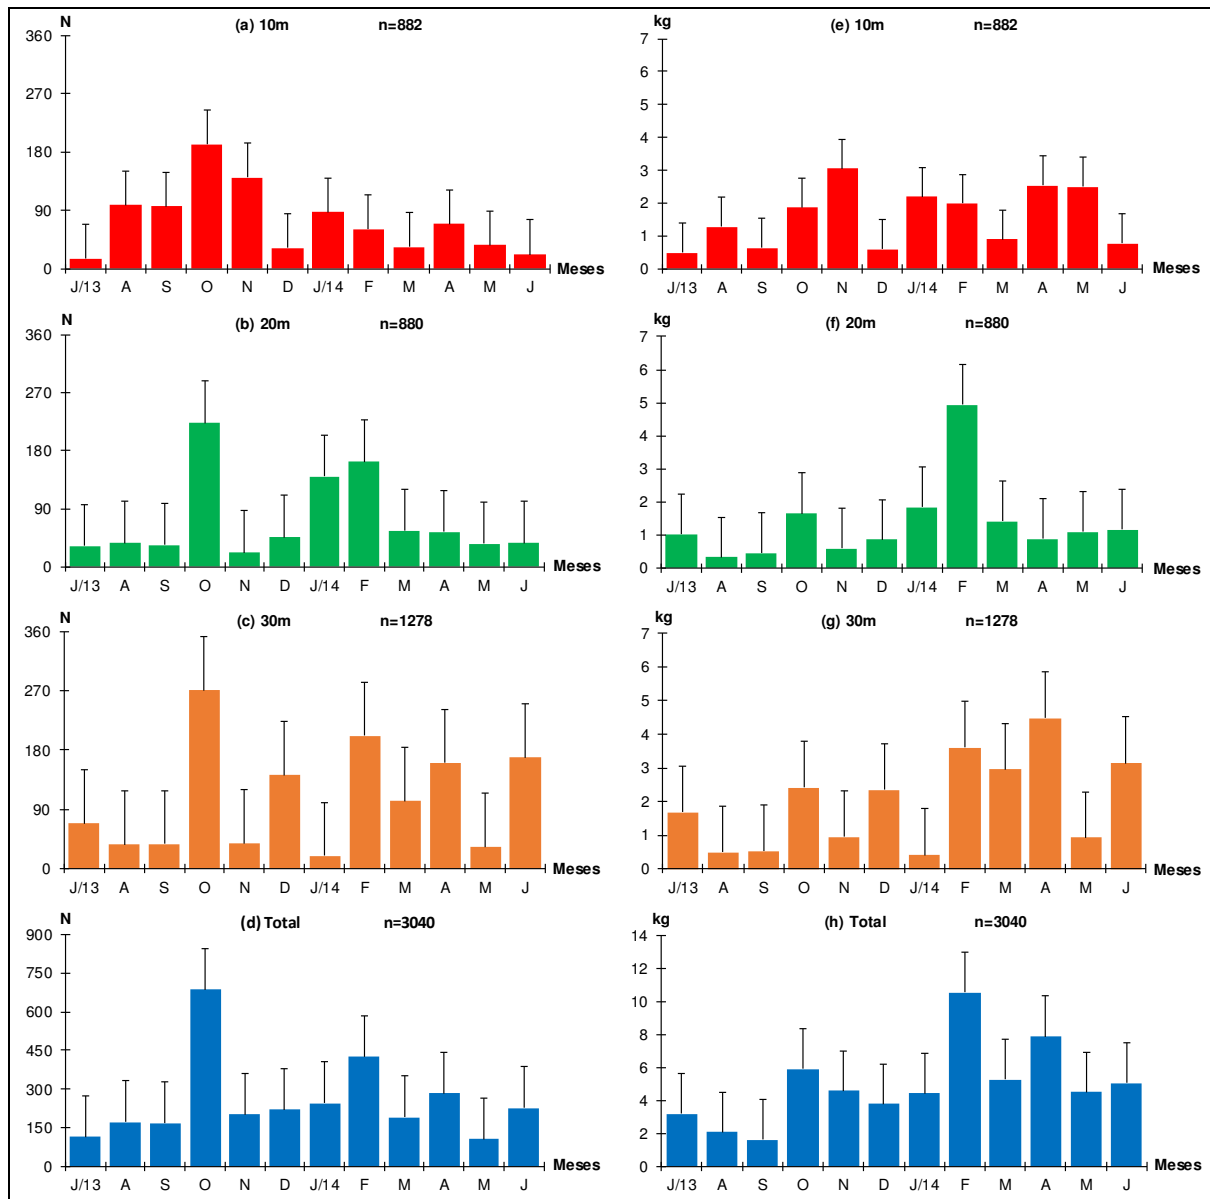 N
(a) 10m n=882
360
270
180
90
0
J/13 A S O N D J/14 F M A M J Meses
kg
(e) 10m n=882
7
6
5
4
3
2
1
0
J/13 A S O N D J/14 F M A M J Meses
N
(b) 20m n=880
360
270
180
90
0
J/13 A S O N D J/14 F M A M J Meses
kg
(f) 20m n=880
7
6
5
4
3
2
1
0
J/13 A S O N D J/14 F M A M J Meses
N
(c) 30m n=1278
360
270
180
90
0
J/13 A S O N D J/14 F M A M J Meses
kg
(g) 30m n=1278
7
6
5
4
3
2
1
0
J/13 A S O N D J/14 F M A M J Meses
N
(d) Total n=3040
900
750
600
450
300
150
0
J/13 A S O N D J/14 F M A M J Meses
kg
(h) Total n=3040
14
12
10
8
6
4
2
0
J/13 A S O N D J/14 F M A M J Meses